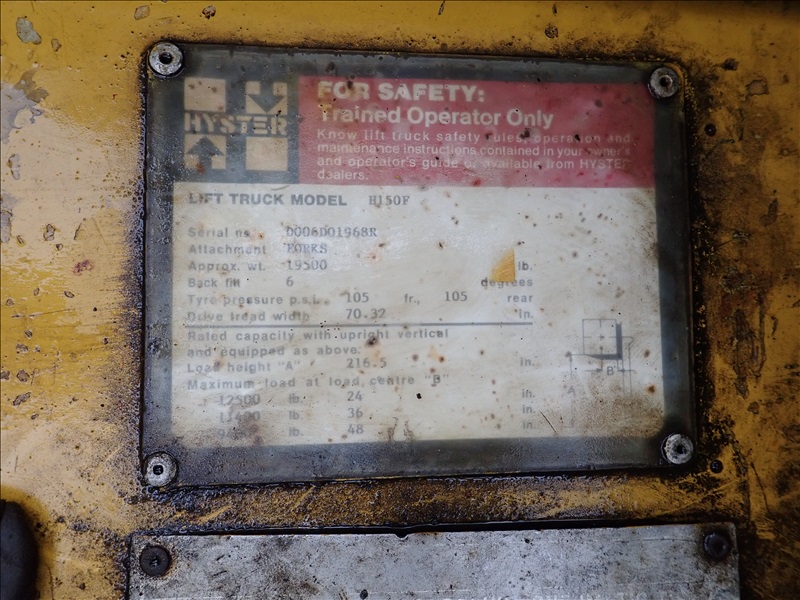 HYSTER
FOR SAFETY:
Trained Operator Only
Know lift truck safety rules, operation and
maintenance instructions contained in your owner's
and operator's guide or available from HYSTER
dealers.
LIFT TRUCK MODEL H150F
Serial no. D006D01968R
Attachment FORKS
Approx. wt. 19500 lb.
Back tilt 6 degrees
Tyre pressure p.s.i., 105 fr., 105 rear
Drive tread width 70.32 in.
Rated capacity with upright vertical
and equipped as above.
Load height "A" 216.5 in.
Maximum load at load centre "B"
12500 lb. 24 in.
11400 lb. 36 in.
lb. 48 in.
B